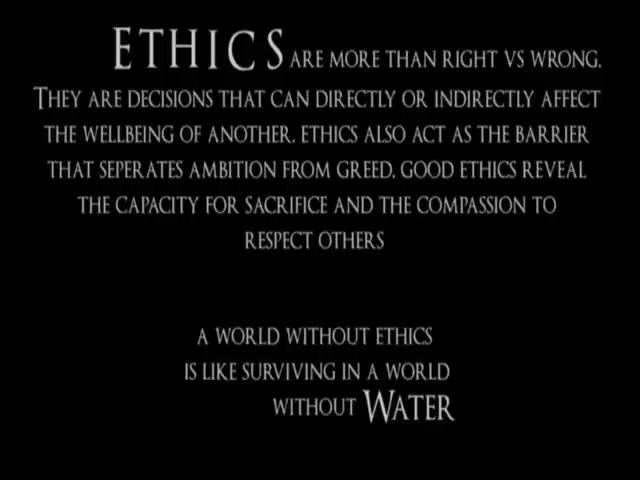 ETHICS ARE MORE THAN RIGHT VS WRONG.
THEY ARE DECISIONS THAT CAN DIRECTLY OR INDIRECTLY AFFECT
THE WELLBEING OF ANOTHER. ETHICS ALSO ACT AS THE BARRIER
THAT SEPERATES AMBITION FROM GREED. GOOD ETHICS REVEAL
THE CAPACITY FOR SACRIFICE AND THE COMPASSION TO
RESPECT OTHERS
A WORLD WITHOUT ETHICS
IS LIKE SURVIVING IN A WORLD
WITHOUT WATER